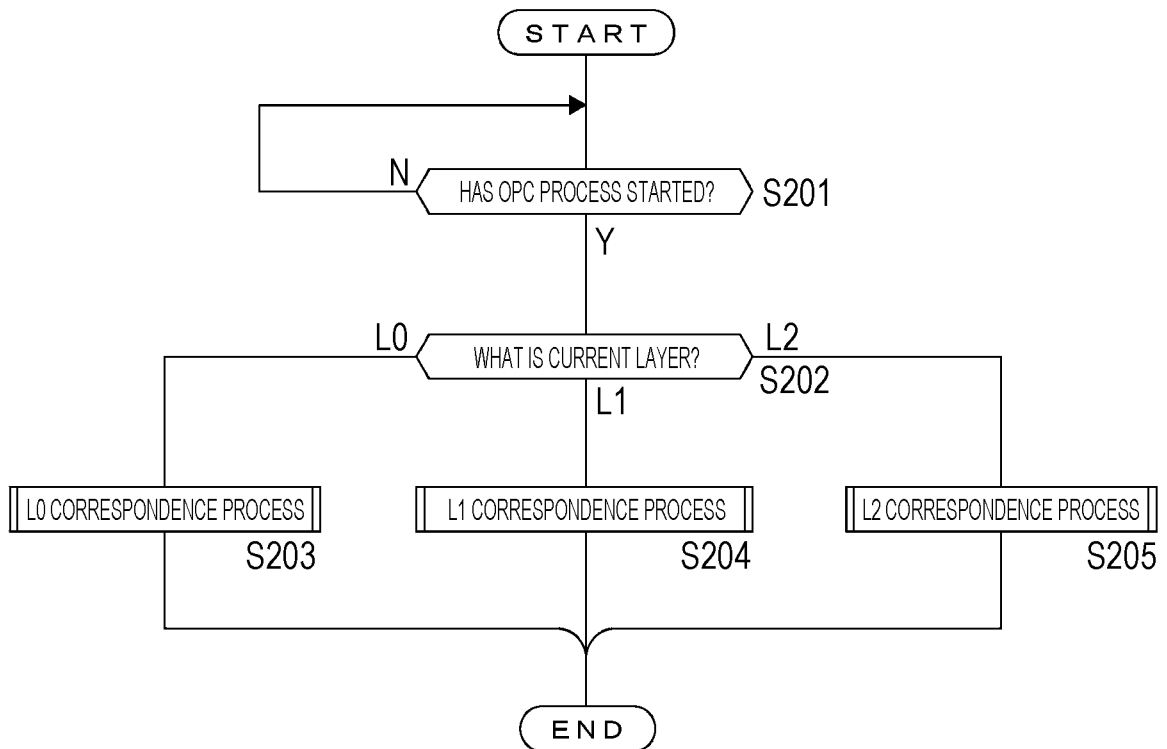 START
N
HAS OPC PROCESS STARTED?
S201
Y
L0
WHAT IS CURRENT LAYER?
L2
S202
L1
L0 CORRESPONDENCE PROCESS
L1 CORRESPONDENCE PROCESS
L2 CORRESPONDENCE PROCESS
S203
S204
S205
END